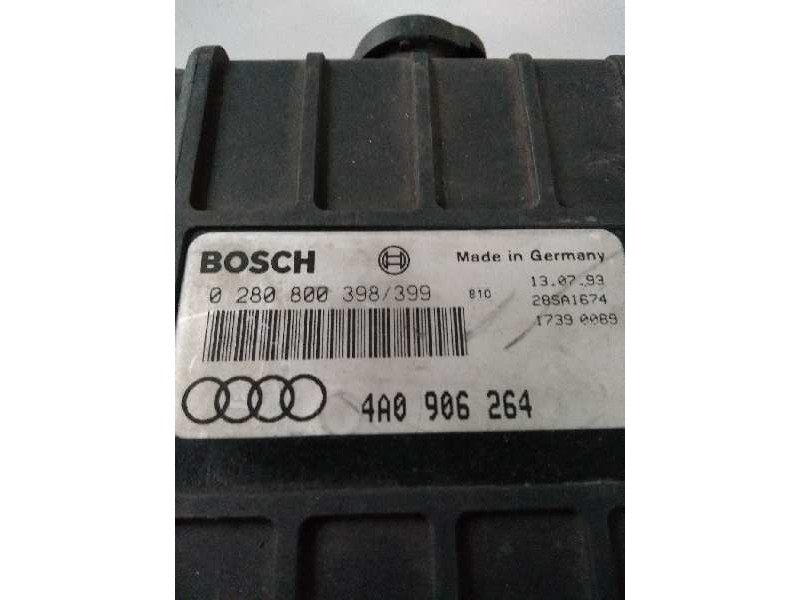 BOSCH Made in Germany
0 280 800 398/399 810 13.07.93
28SA1674
1739 0089
4A0 906 264